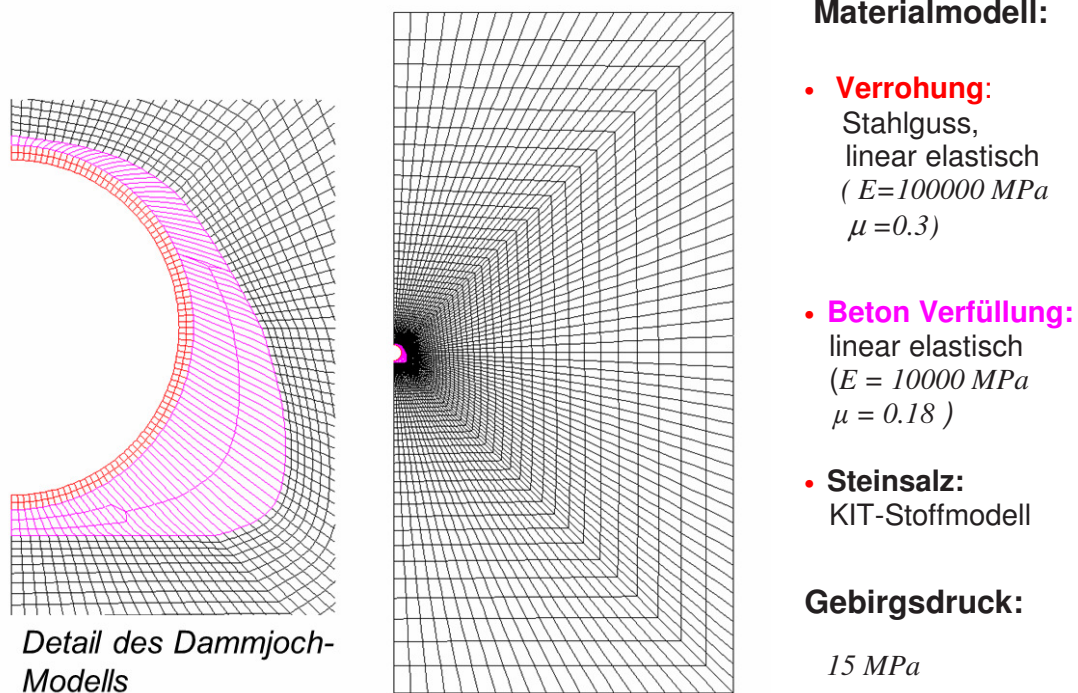 Materialmodell:
• Verrohung:
Stahlguss,
linear elastisch
( E=100000 MPa
μ =0.3)
• Beton Verfüllung:
linear elastisch
(E = 10000 MPa
μ = 0.18 )
• Steinsalz:
KIT-Stoffmodell
Gebirgsdruck:
15 MPa
Detail des Dammjoch-
Modells